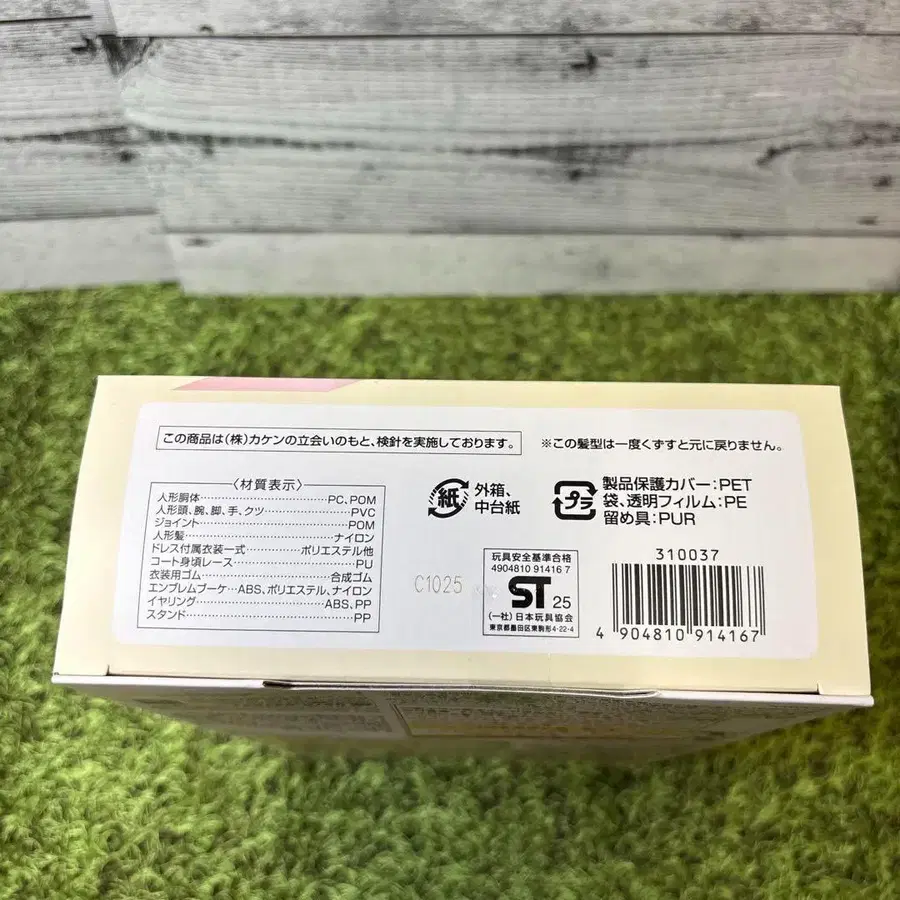 この商品は(株)カケンの立会いのもと、検針を実施しております。
※この髪型は一度くずすと元に戻りません。
〈材質表示〉
人形胴体…………PC、POM
人形頭、腕、脚、手、クツ…………PVC
ジョイント…………POM
人形髪…………ナイロン
ドレス付属衣装一式…………ポリエステル他
コート身頃レース…………PU
衣装用ゴム…………合成ゴム
エンブレムブーケ…ABS、ポリエステル、ナイロン
イヤリング…………ABS、PP
スタンド…………PP
紙
外箱、
中台紙
プラ
製品保護カバー:PET
袋、透明フィルム:PE
留め具:PUR
C1025
玩具安全基準合格
4904810 91416 7
ST 25
(一社)日本玩具協会
東京都墨田区東駒形4-22-4
310037
4 904810 914167